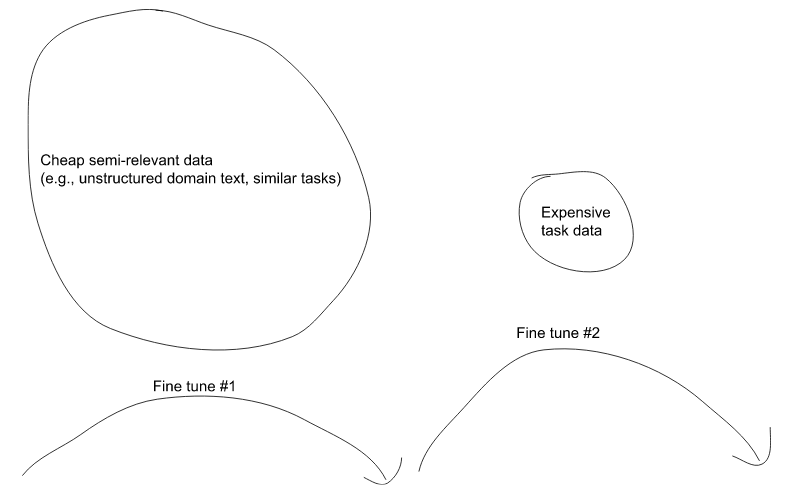 Cheap semi-relevant data
(e.g., unstructured domain text, similar tasks)
Expensive
task data
Fine tune #2
Fine tune #1